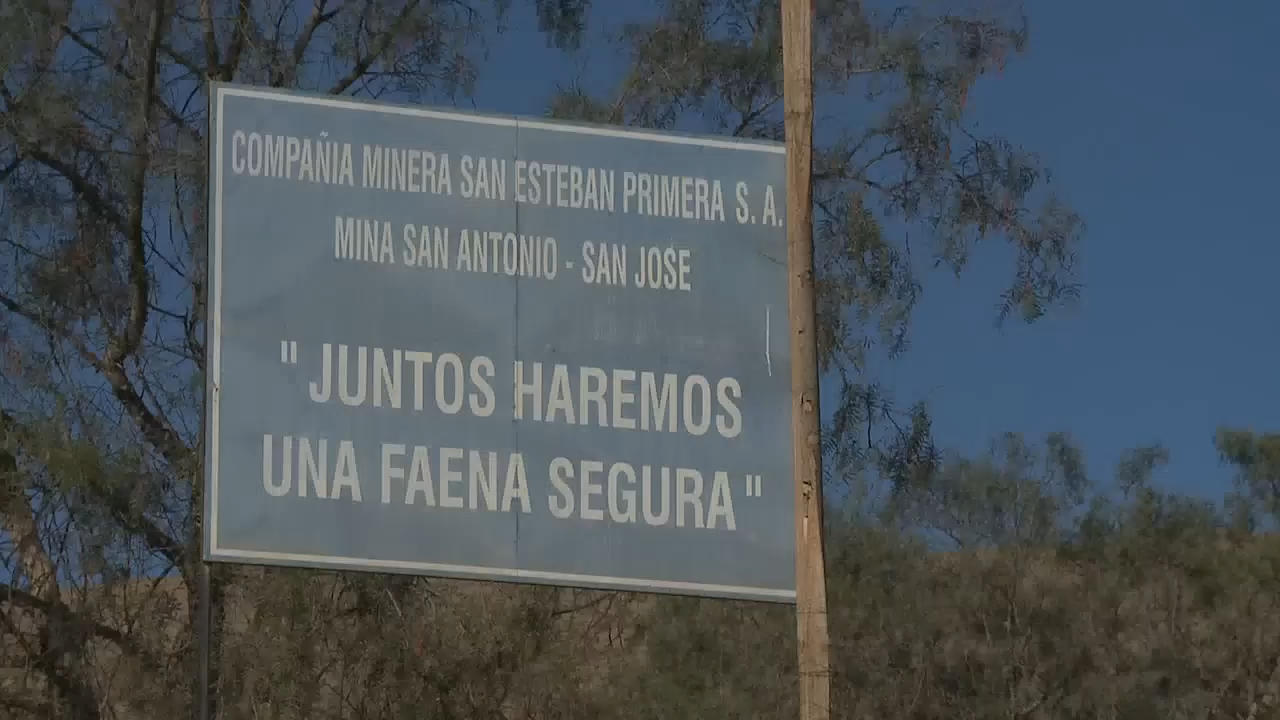 COMPAÑIA MINERA SAN ESTEBAN PRIMERA S. A.
MINA SAN ANTONIO - SAN JOSE
" JUNTOS HAREMOS
UNA FAENA SEGURA "